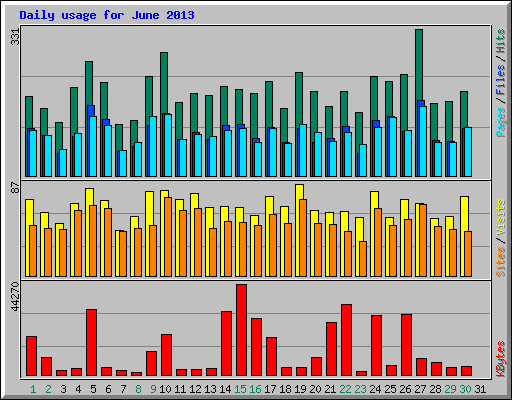 Daily usage for June 2013
331
87
44270
Pages / Files / Hits
Sites / Visits
KBytes
1 2 3 4 5 6 7 8 9 10 11 12 13 14 15 16 17 18 19 20 21 22 23 24 25 26 27 28 29 30 31